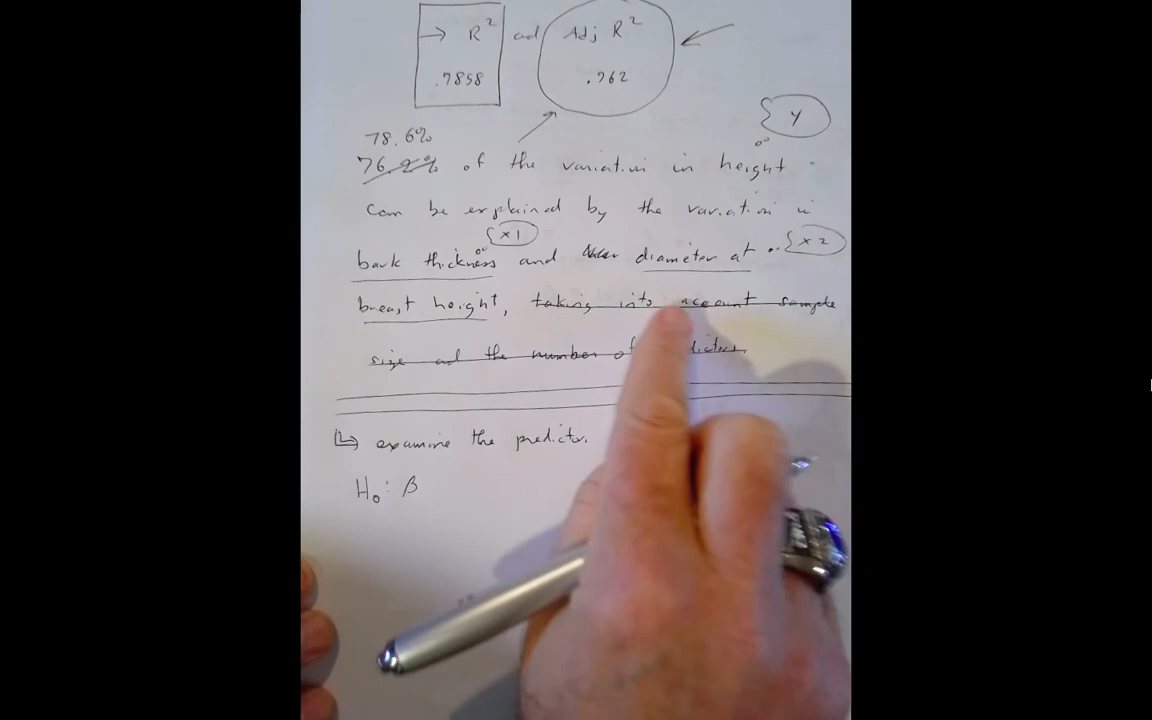 → R² and Adj R²
.7858 .762
Y
78.6%
76.2% of the variation in height
can be explained by the variation in
x1
bark thickness and diameter at x2
breast height, taking into account sample
size and the number of
examine the predictor.
H₀: β